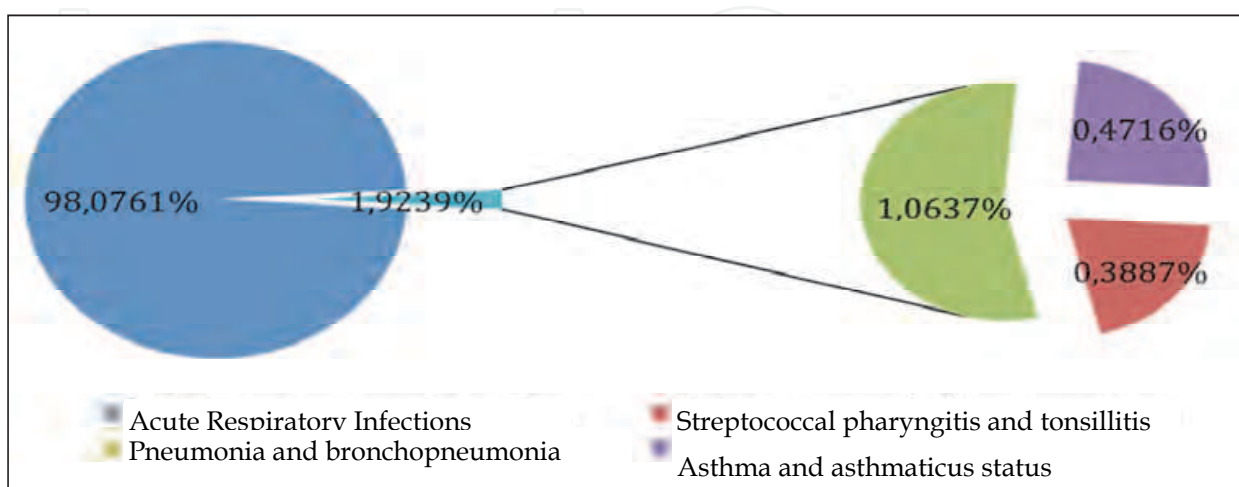 98,0761%
1,9239%
1,0637%
0,4716%
0,3887%
Acute Respiratory Infections
Pneumonia and bronchopneumonia
Streptococcal pharyngitis and tonsillitis
Asthma and asthmaticus status